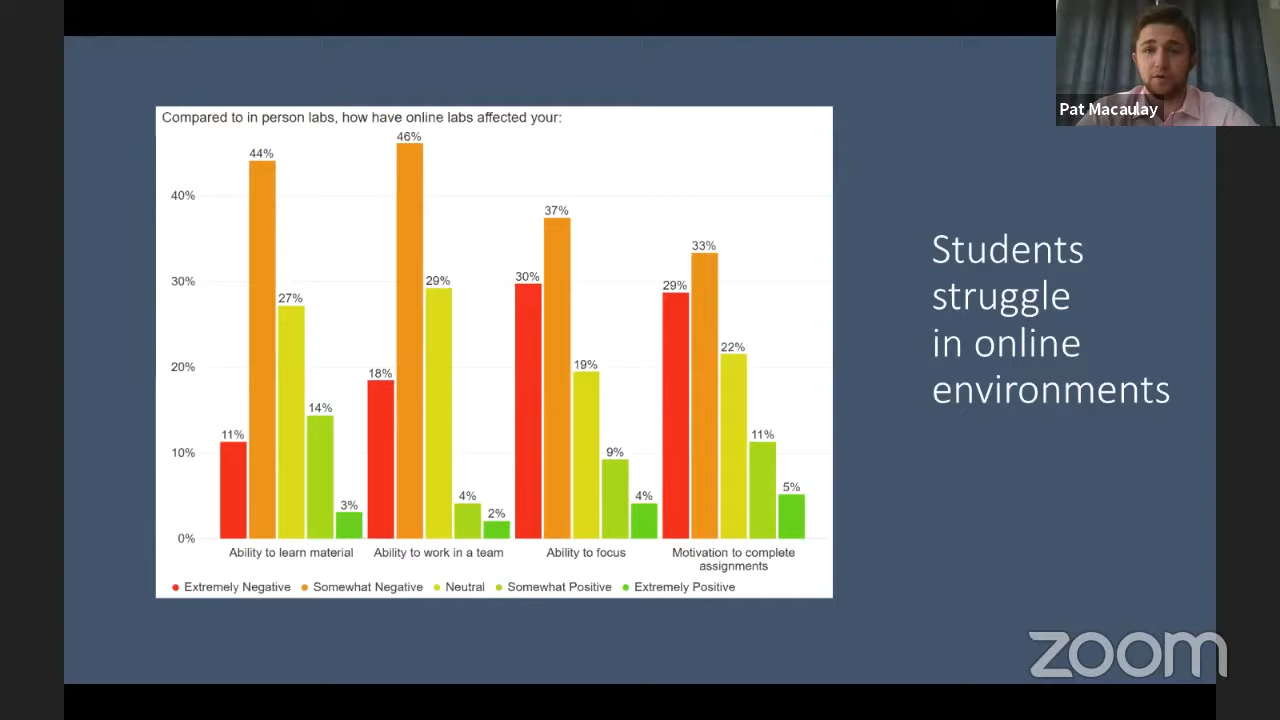 Pat Macaulay
Compared to in person labs, how have online labs affected your:
44%
46%
37%
33%
30%
29%
29%
27%
22%
19%
18%
14%
11%
11%
9%
5%
4%
4%
3%
2%
40%
30%
20%
10%
0%
Ability to learn material
Ability to work in a team
Ability to focus
Motivation to complete
assignments
Extremely Negative
Somewhat Negative
Neutral
Somewhat Positive
Extremely Positive
Students
struggle
in online
environments
zoom